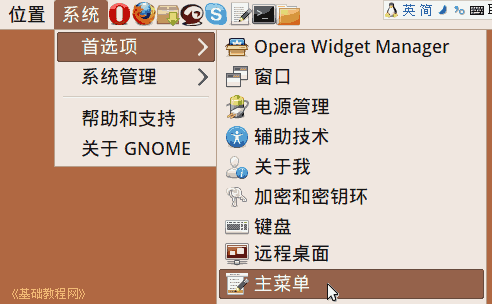 位置 系统 英 简
首选项
系统管理
帮助和支持
关于 GNOME
Opera Widget Manager
窗口
电源管理
辅助技术
关于我
加密和密钥环
键盘
远程桌面
主菜单
《基础教程网》